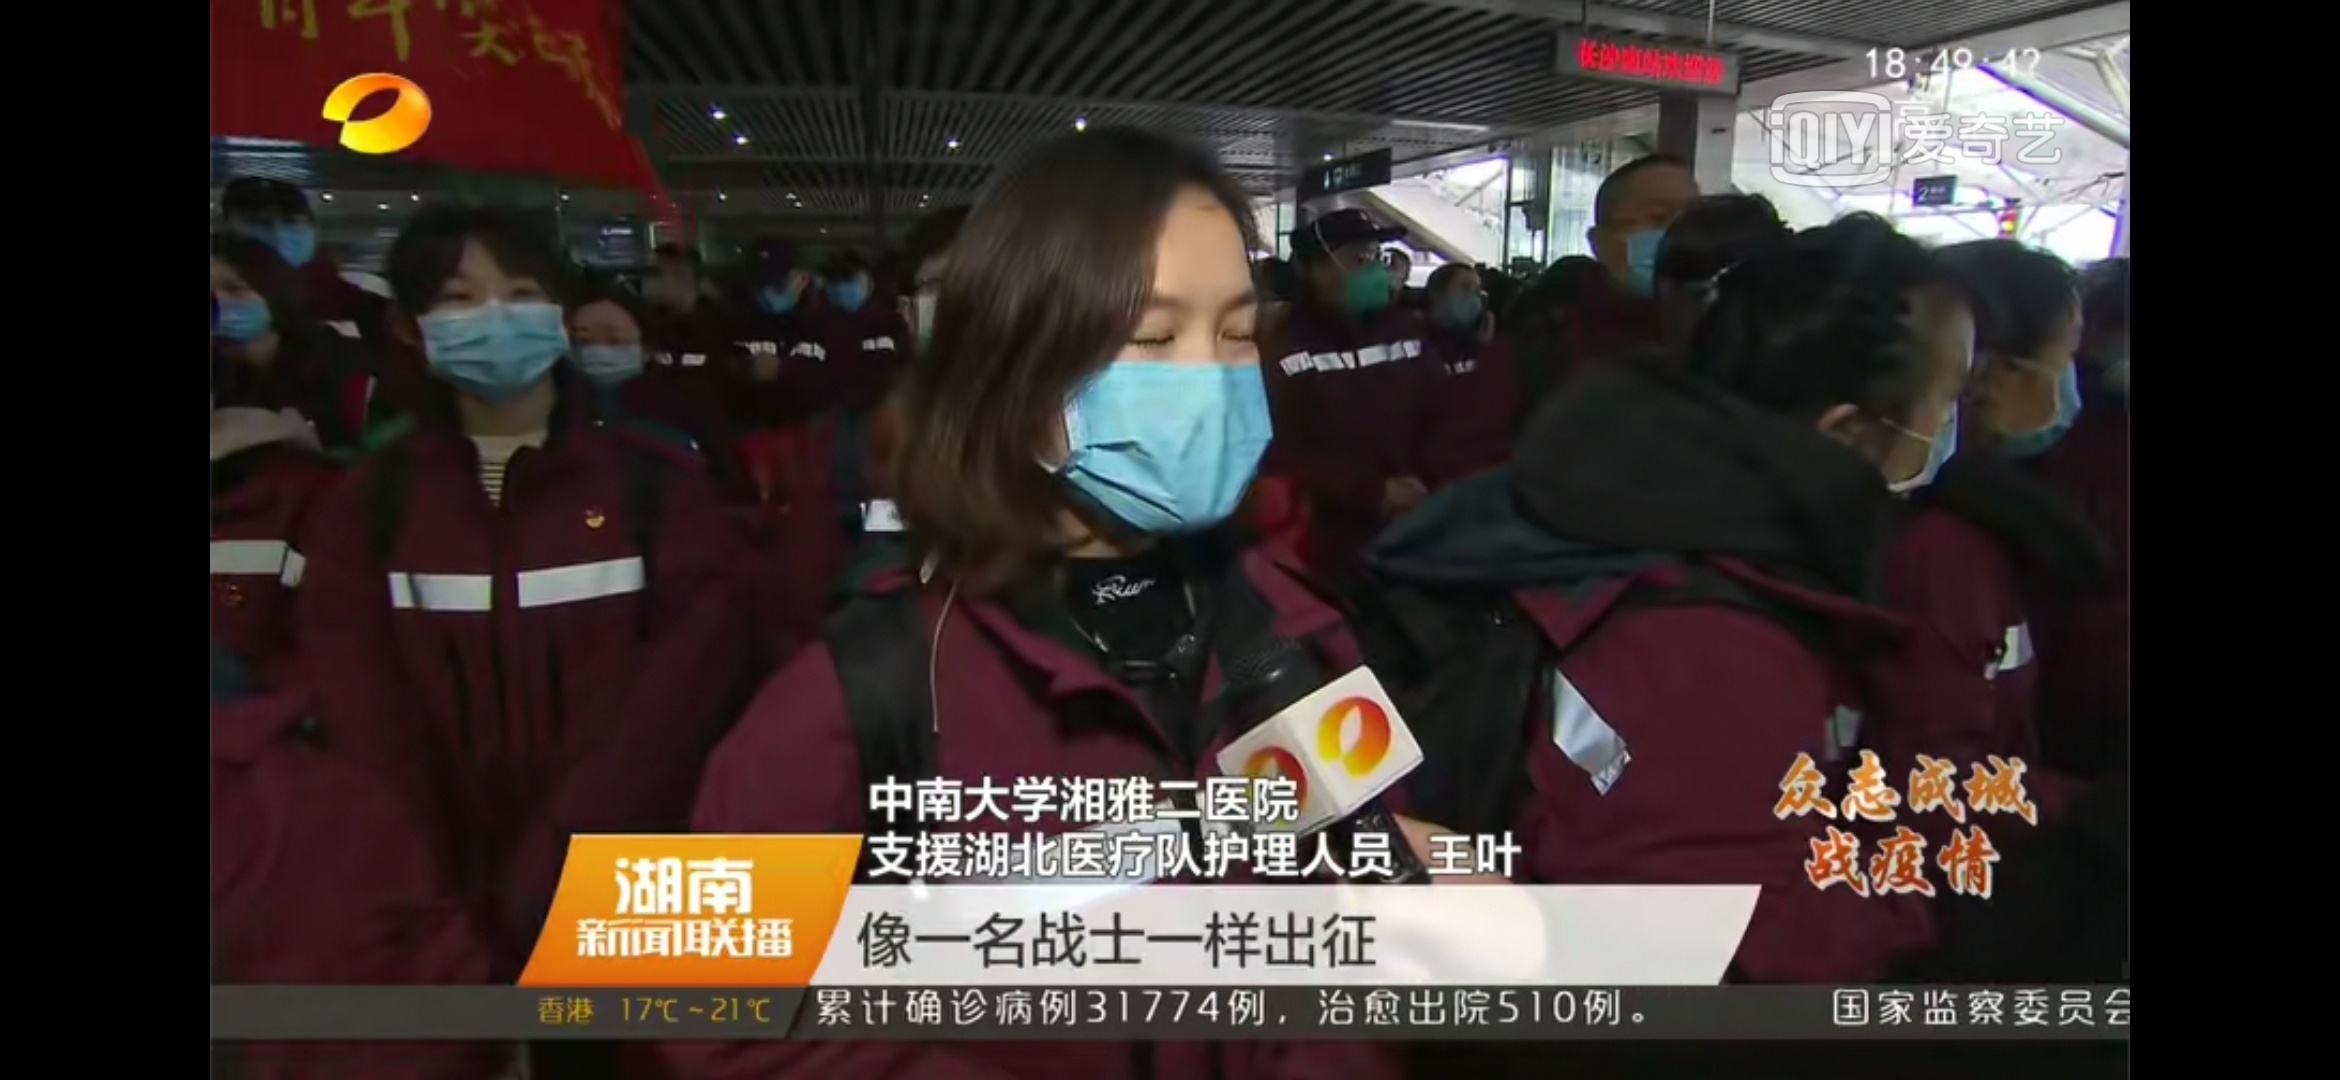 18:49:42
iQIYI 爱奇艺
中南大学湘雅二医院
支援湖北医疗队护理人员 王叶
众志成城
战疫情
湖南
新闻联播
像一名战士一样出征
香港 17℃~21℃
累计确诊病例31774例，治愈出院510例。 国家监察委员会